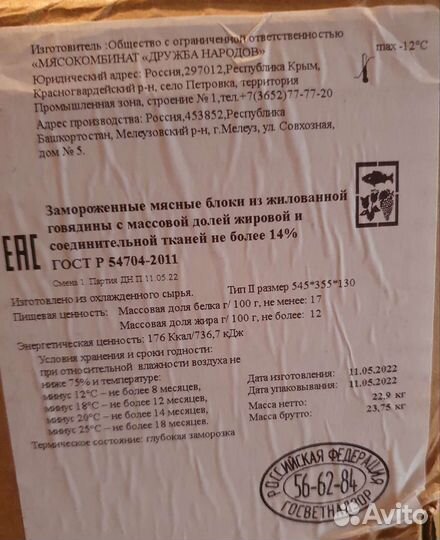 Изготовитель :Общество с ограниченной ответственностью
«МЯСОКОМБИНАТ «ДРУЖБА НАРОДОВ»
max -12°C
Юридический адрес: Россия,297012,Республика Крым,
Красногвардейский р-н, село Петровка, территория
Промышленная зона, строение № 1,тел.+7(3652)77-77-20
Адрес производства: Россия,453852,Республика
Башкортостан, Мелеузовский р-н, г.Мелеуз, ул. Совхозная,
дом № 5.
Замороженные мясные блоки из жилованной
говядины с массовой долей жировой и
соединительной тканей не более 14%
ГОСТ Р 54704-2011
EAC
Смена 1. Партия ДН П 11.05.22
Изготовлено из охлажденного сырья. Тип II размер 545*355*130
Пищевая ценность: Массовая доля белка г/ 100 г, не менее: 17
Массовая доля жира г/ 100 г, не более: 12
Энергетическая ценность: 176 Ккал/736,7 кДж
Условия хранения и сроки годности:
при относительной влажности воздуха не
ниже 75% и температуре:
минус 12°С – не более 8 месяцев,
минус 18°С – не более 12 месяцев,
минус 20°С – не более 14 месяцев,
минус 25°С – не более 18 месяцев.
Термическое состояние: глубокая заморозка
Дата изготовления: 11.05.2022
Дата упаковывания: 11.05.2022
Масса нетто: 22,9 кг
Масса брутто: 23,75 кг
РОССИЙСКАЯ ФЕДЕРАЦИЯ
56-62-84
ГОСВЕТНАДЗОР
Avito